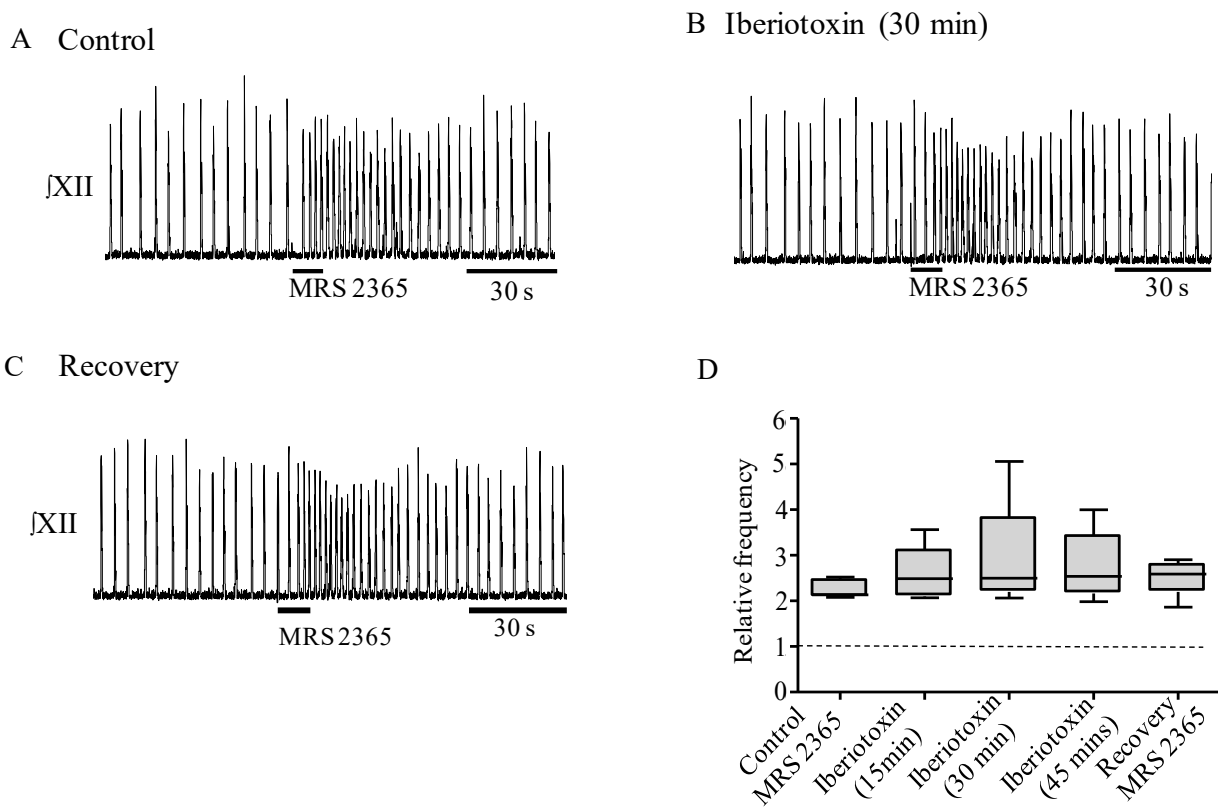 A Control
∫XII
MRS 2365
30 s
B Iberiotoxin (30 min)
MRS 2365
30 s
C Recovery
∫XII
MRS 2365
30 s
D
Relative frequency
6
5
4
3
2
1
0
Control
MRS 2365
Iberiotoxin
(15min)
Iberiotoxin
(30 min)
Iberiotoxin
(45 mins)
Recovery
MRS 2365